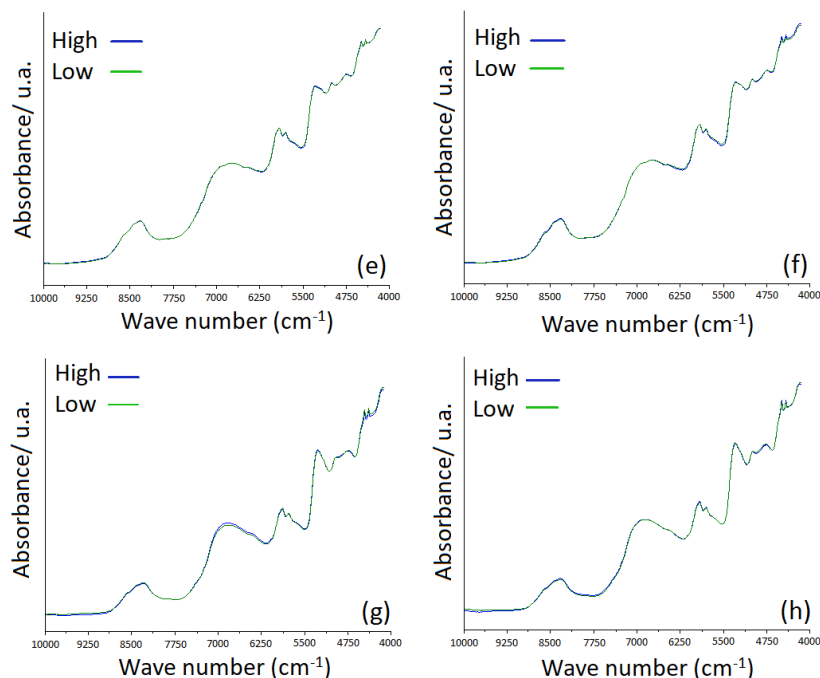 High
Low
Absorbance/ u.a.
(e)
10000 9250 8500 7750 7000 6250 5500 4750 4000
Wave number (cm-1)
High
Low
Absorbance/ u.a.
(f)
10000 9250 8500 7750 7000 6250 5500 4750 4000
Wave number (cm-1)
High
Low
Absorbance/ u.a.
(g)
10000 9250 8500 7750 7000 6250 5500 4750 4000
Wave number (cm-1)
High
Low
Absorbance/ u.a.
(h)
10000 9250 8500 7750 7000 6250 5500 4750 4000
Wave number (cm-1)